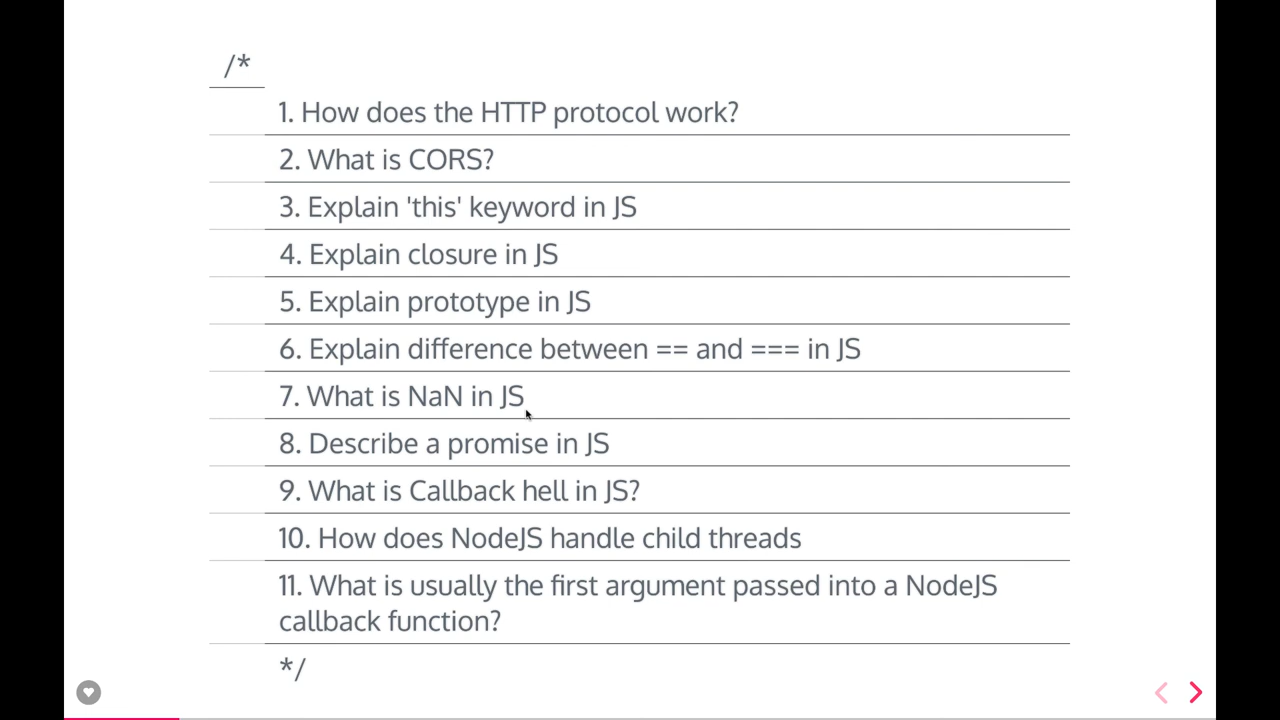 /*
1. How does the HTTP protocol work?
2. What is CORS?
3. Explain 'this' keyword in JS
4. Explain closure in JS
5. Explain prototype in JS
6. Explain difference between == and === in JS
7. What is NaN in JS
8. Describe a promise in JS
9. What is Callback hell in JS?
10. How does NodeJS handle child threads
11. What is usually the first argument passed into a NodeJS
callback function?
*/